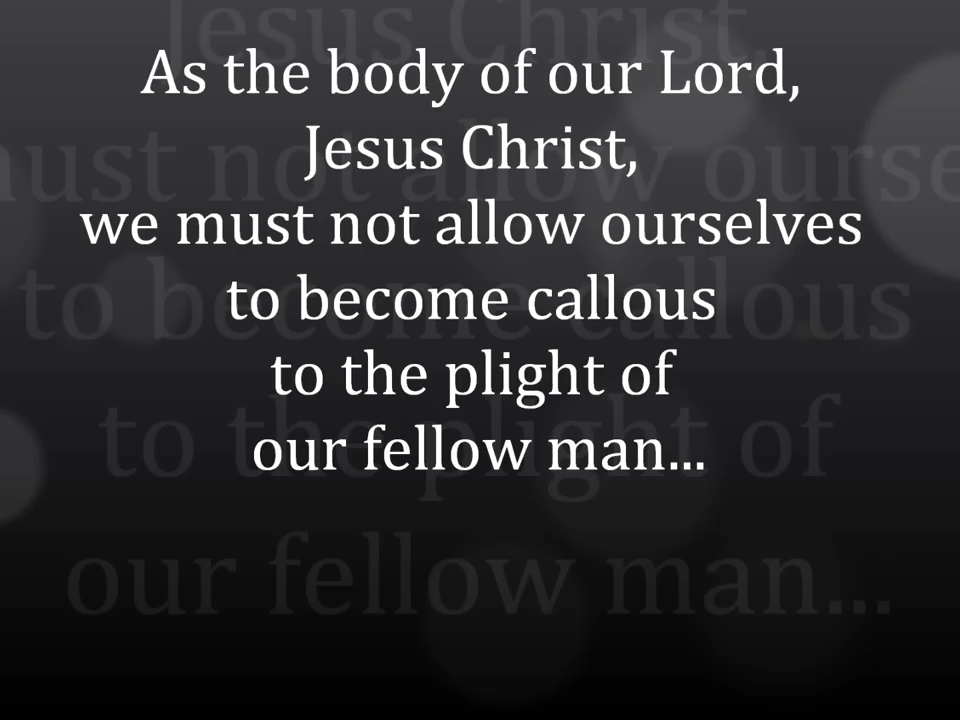 As the body of our Lord,
Jesus Christ,
we must not allow ourselves
to become callous
to the plight of
our fellow man...